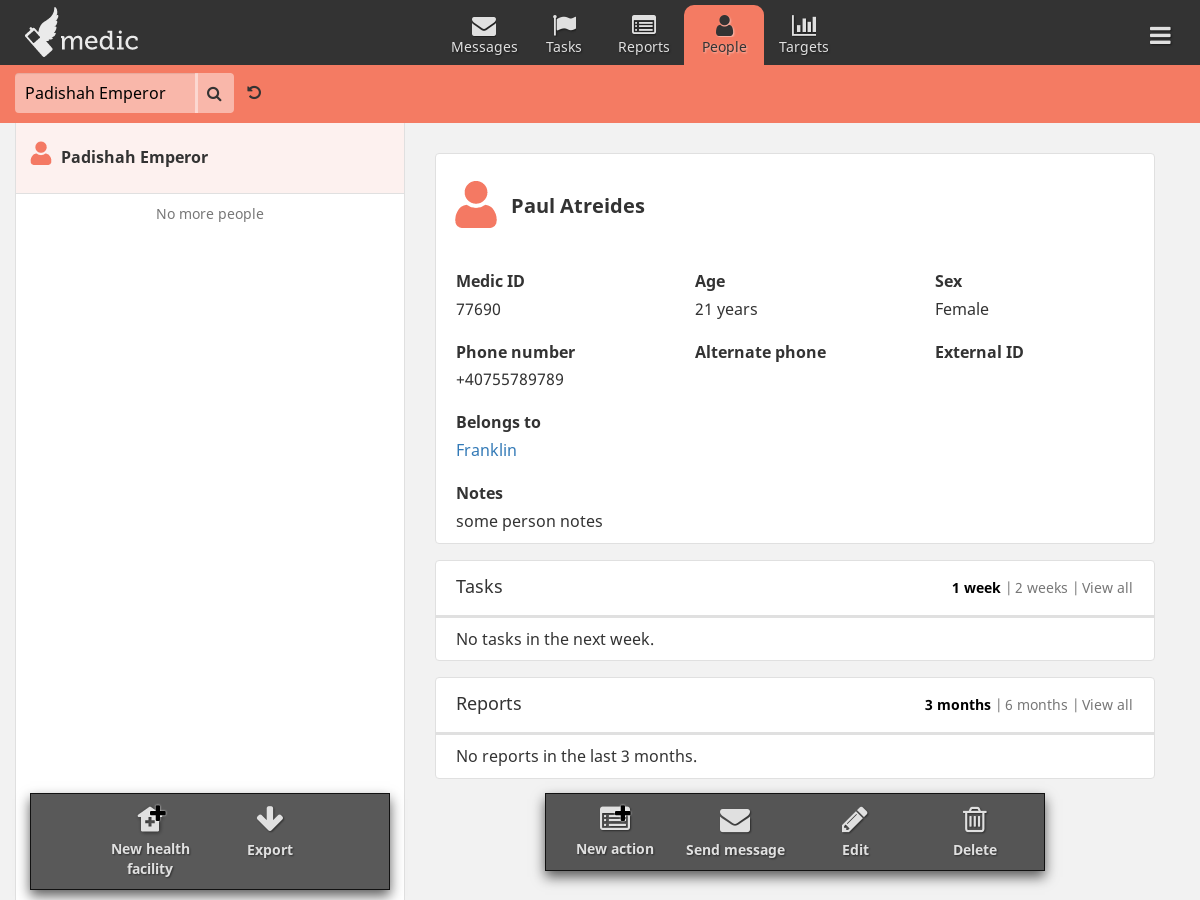 medic
Messages
Tasks
Reports
People
Targets
Padishah Emperor
Padishah Emperor
No more people
New health
facility
Export
Paul Atreides
Medic ID
Age
Sex
77690
21 years
Female
Phone number
Alternate phone
External ID
+40755789789
Belongs to
Franklin
Notes
some person notes
Tasks
1 week | 2 weeks | View all
No tasks in the next week.
Reports
3 months | 6 months | View all
No reports in the last 3 months.
New action
Send message
Edit
Delete